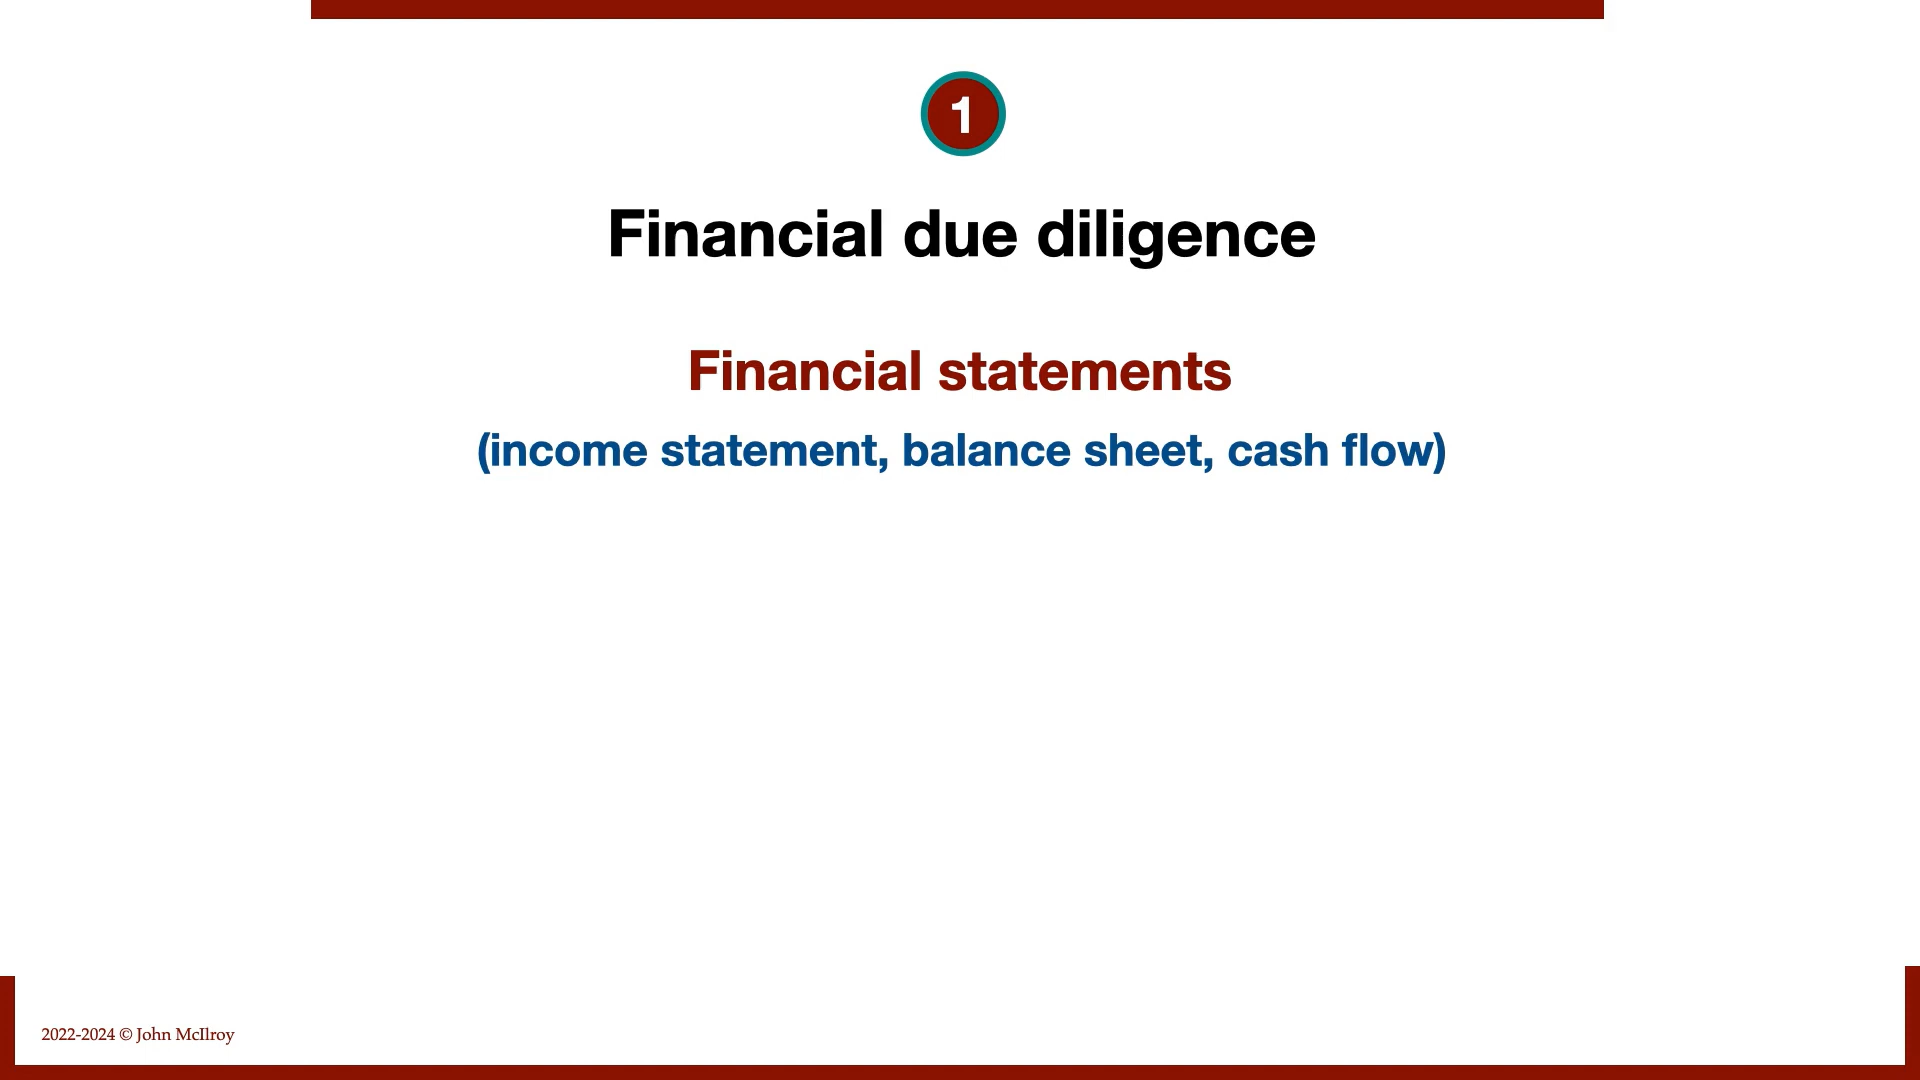 1
Financial due diligence
Financial statements
(income statement, balance sheet, cash flow)
2022-2024 © John McIlroy